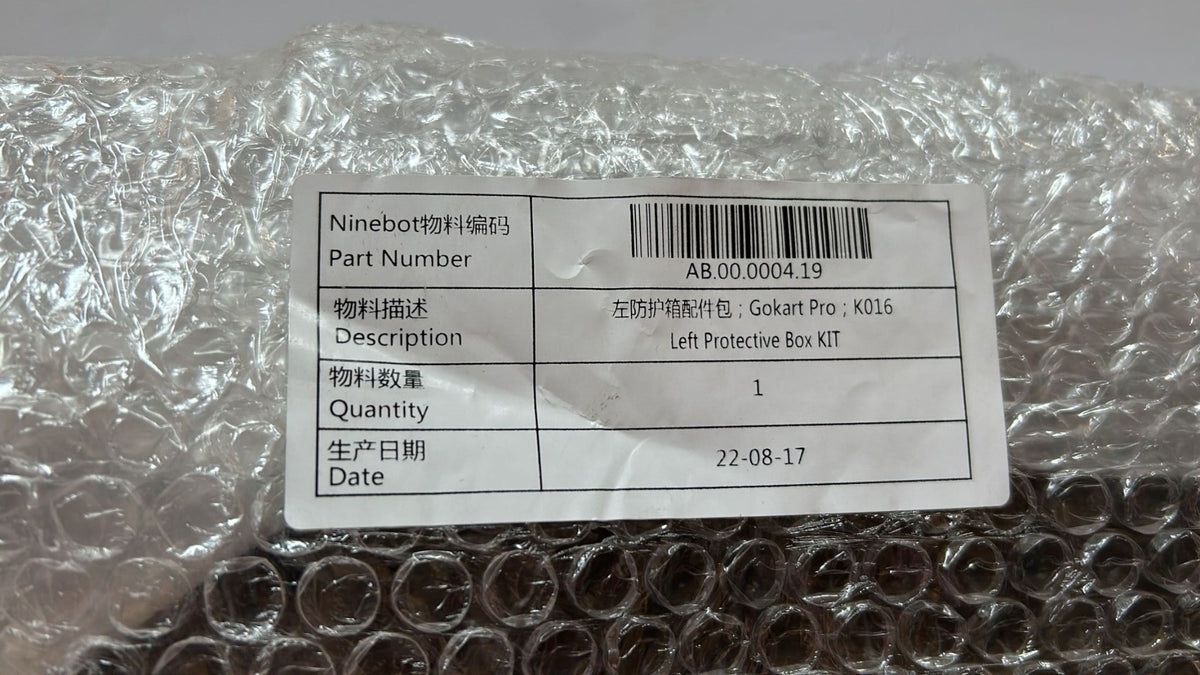 Ninebot物料编码
Part Number
AB.00.0004.19
物料描述
Description
左防护箱配件包；Gokart Pro；K016
Left Protective Box KIT
物料数量
Quantity
1
生产日期
Date
22-08-17